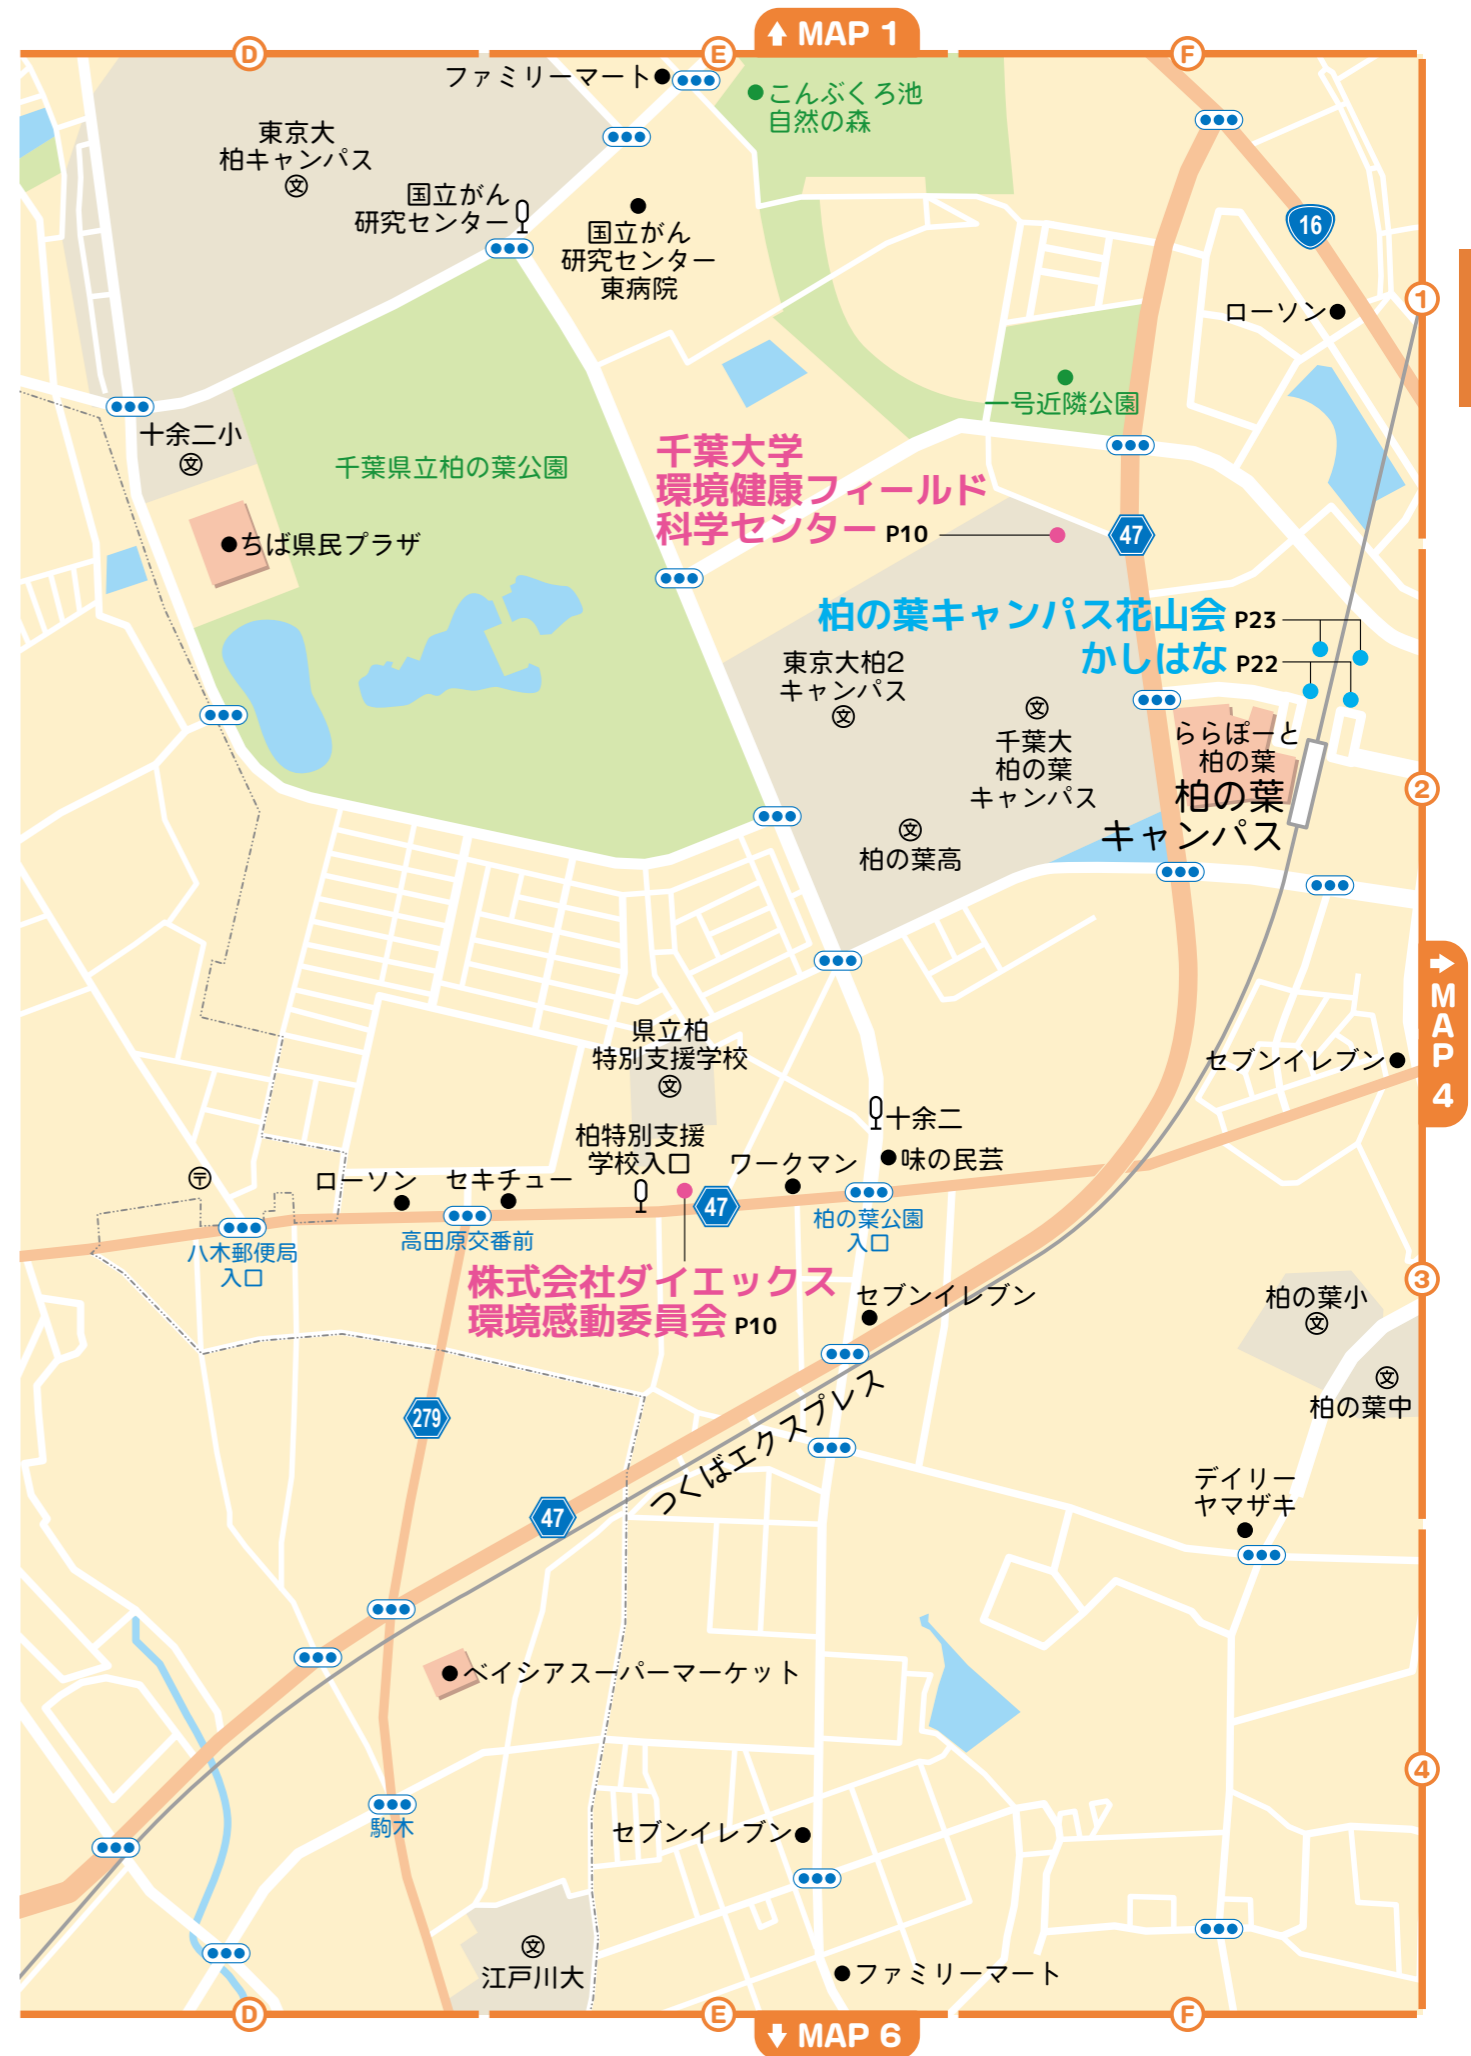 MAP 1
D
E
F
ファミリーマート
こんぶくろ池
自然の森
東京大
柏キャンパス
文
国立がん
研究センター
国立がん
研究センター
東病院
16
ローソン
1
一号近隣公園
十余二小
文
千葉県立柏の葉公園
千葉大学
環境健康フィールド
科学センター P10
47
ちば県民プラザ
柏の葉キャンパス花山会 P23
かしはな P22
東京大柏2
キャンパス
文
文
千葉大
柏の葉
キャンパス
ららぽーと
柏の葉
柏の葉
キャンパス
2
文
柏の葉高
MAP 4
県立柏
特別支援学校
文
セブンイレブン
十余二
柏特別支援
学校入口
ワークマン
味の民芸
〒
ローソン
セキチュー
47
八木郵便局
入口
高田原交番前
柏の葉公園
入口
株式会社ダイエックス
環境感動委員会 P10
セブンイレブン
3
柏の葉小
文
文
柏の葉中
つくばエクスプレス
279
47
デイリー
ヤマザキ
ベイシアスーパーマーケット
4
駒木
セブンイレブン
文
江戸川大
ファミリーマート
D
E
F
MAP 6